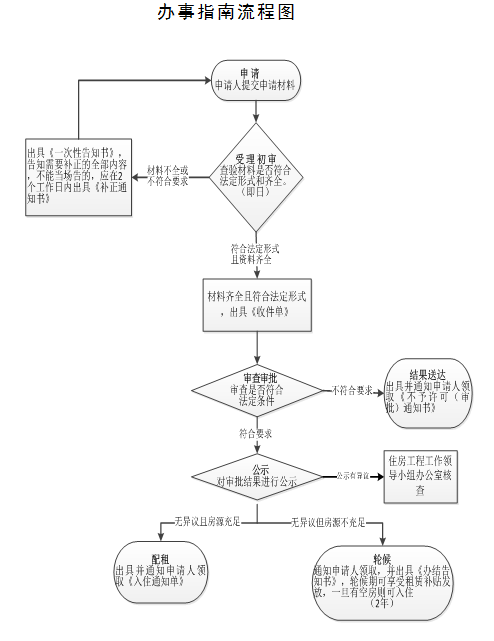 办事指南流程图
申请
申请人提交申请材料
受理初审
查验材料是否符合
法定形式和齐全。
（即日）
材料不全或
不符合要求
出具《一次性告知书》，
告知需要补正的全部内容
，不能当场告的，应在2
个工作日内出具《补正通
知书》
符合法定形式
且资料齐全
材料齐全且符合法定形式
，出具《收件单》
审查审批
审查是否符合
法定条件
不符合要求
结果送达
出具并通知申请人领
取《不予许可（审
批）通知书》
符合要求
公示
对审批结果进行公示
公示有异议
住房工程工作领
导小组办公室核
查
无异议且房源充足
无异议但房源不充足
配租
出具并通知申请人领
取《入住通知单》
轮候
通知申请人领取，并出具《办结告
知书》，轮候期可享受租赁补贴发
放，一旦有空房则可入住
（2年）